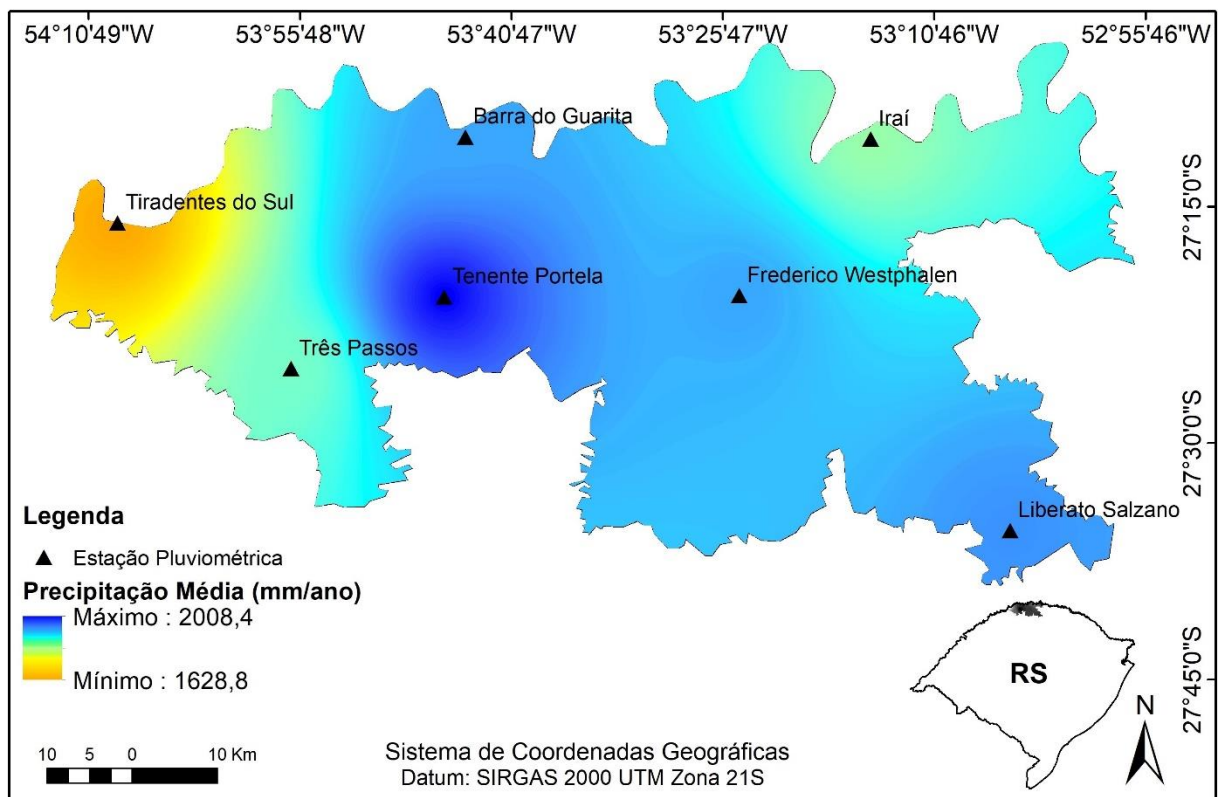 54°10'49"W 53°55'48"W 53°40'47"W 53°25'47"W 53°10'46"W 52°55'46"W
Barra do Guarita
Iraí
Tiradentes do Sul
27°15'0"S
Tenente Portela
Frederico Westphalen
Três Passos
27°30'0"S
Liberato Salzano
Legenda
Estação Pluviométrica
Precipitação Média (mm/ano)
Máximo : 2008,4
Mínimo : 1628,8
27°45'0"S
RS
N
10 5 0 10 Km
Sistema de Coordenadas Geográficas
Datum: SIRGAS 2000 UTM Zona 21S